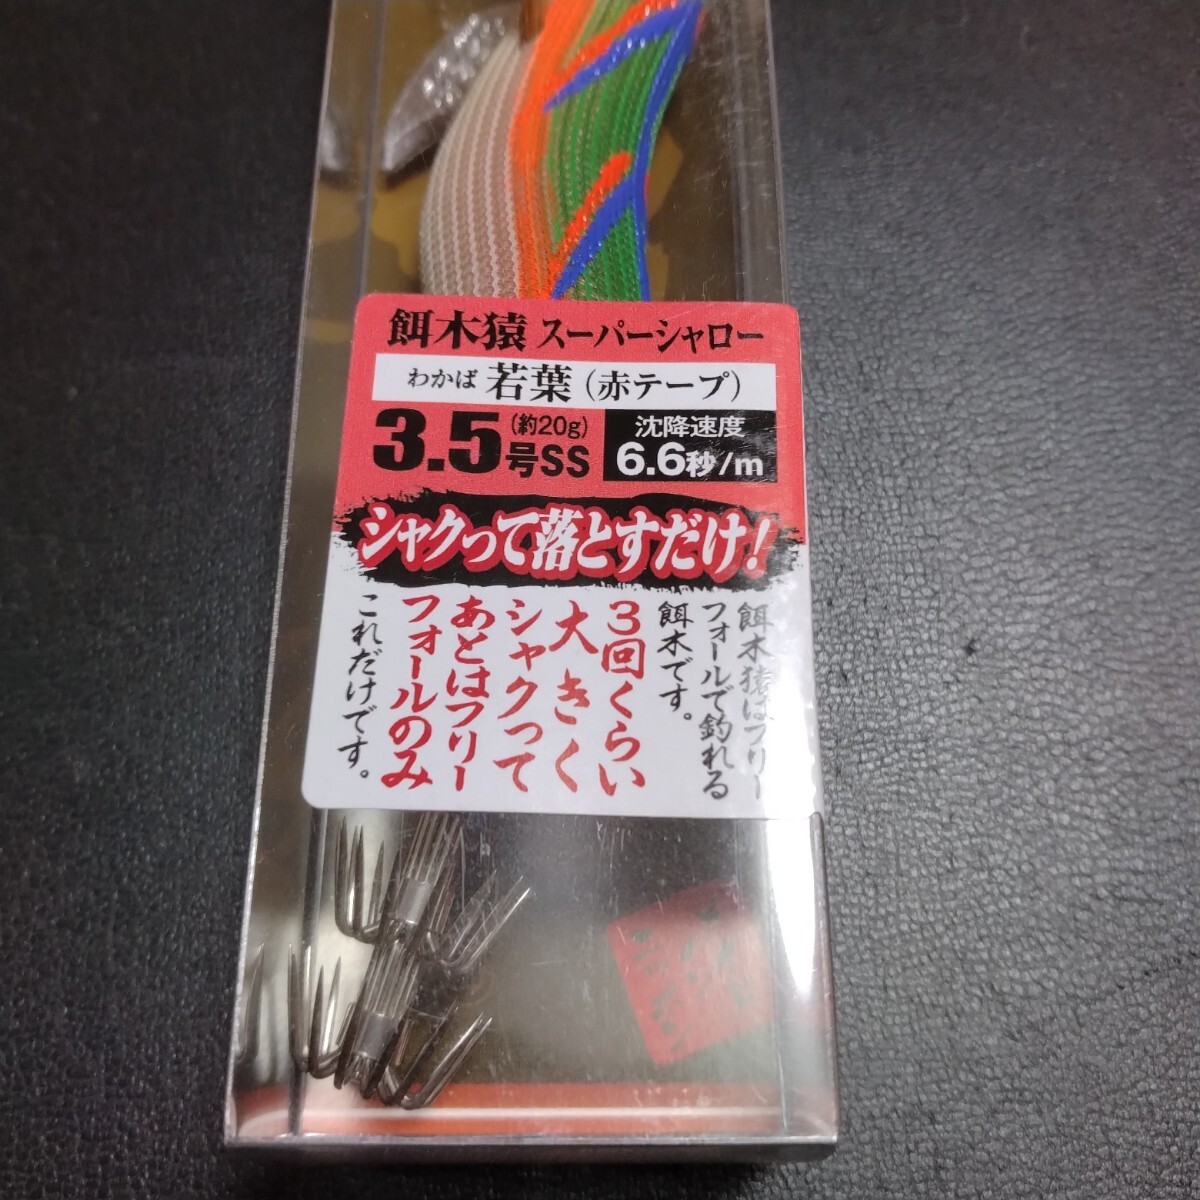 餌木猿 スーパーシャロー
わかば 若葉 (赤テープ)
3.5号SS (約20g)
沈降速度
6.6秒/m
シャクって落とすだけ!
餌木猿はフリー
フォールで釣れる
餌木です。
3回くらい
大きく
シャクって
あとはフリー
フォールのみ
これだけです。